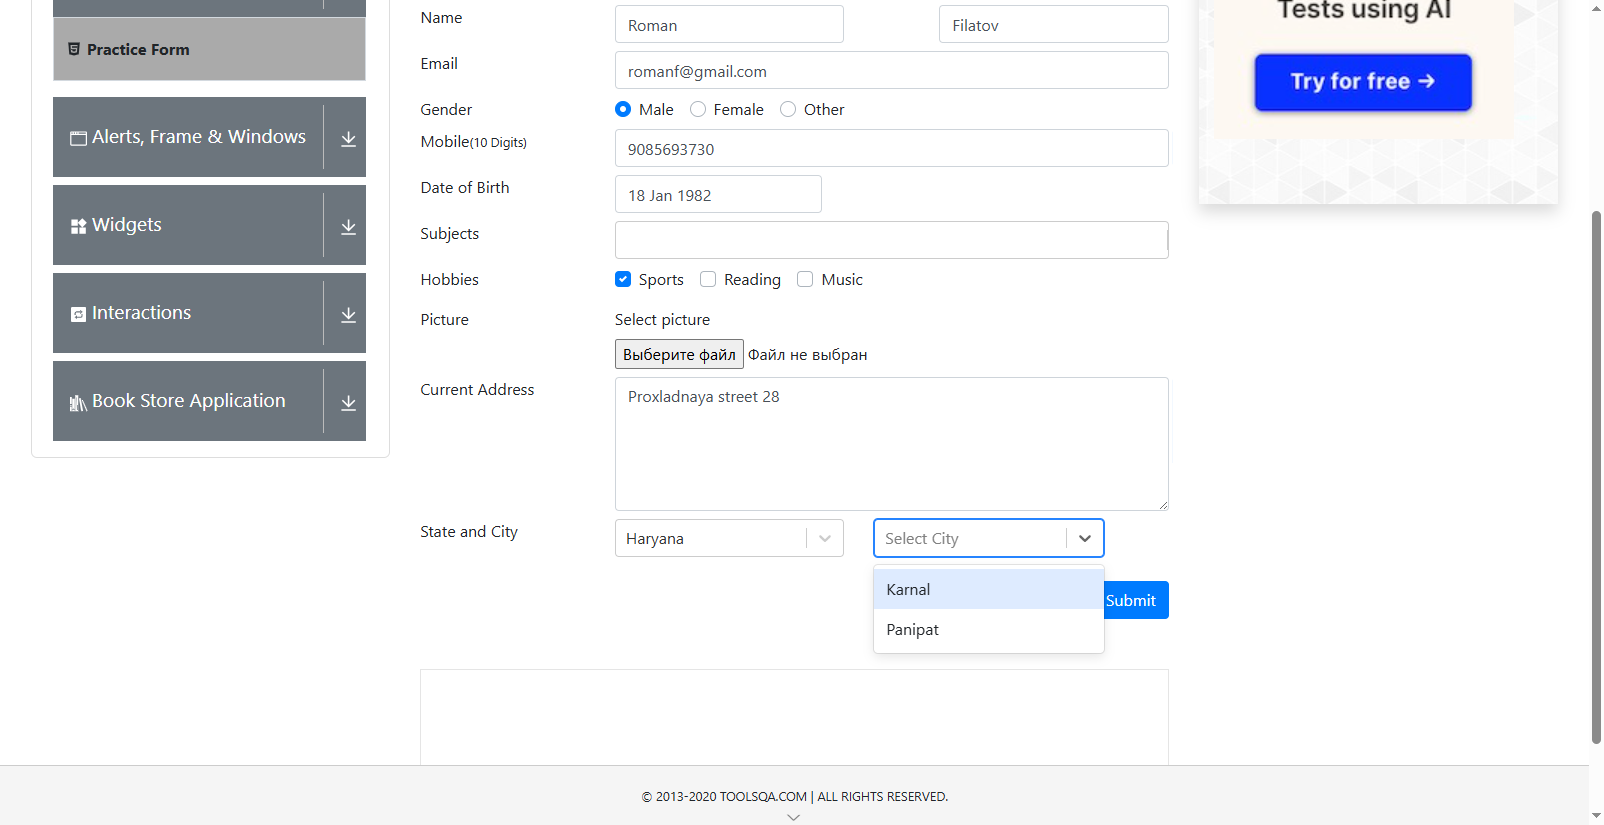 Tests using AI
Try for free →
Practice Form
Alerts, Frame & Windows
Widgets
Interactions
Book Store Application
Name
Roman
Filatov
Email
romanf@gmail.com
Gender
Male
Female
Other
Mobile(10 Digits)
9085693730
Date of Birth
18 Jan 1982
Subjects
Hobbies
Sports
Reading
Music
Picture
Select picture
Выберите файл Файл не выбран
Current Address
Proxladnaya street 28
State and City
Haryana
Select City
Karnal
Panipat
Submit
© 2013-2020 TOOLSQA.COM | ALL RIGHTS RESERVED.